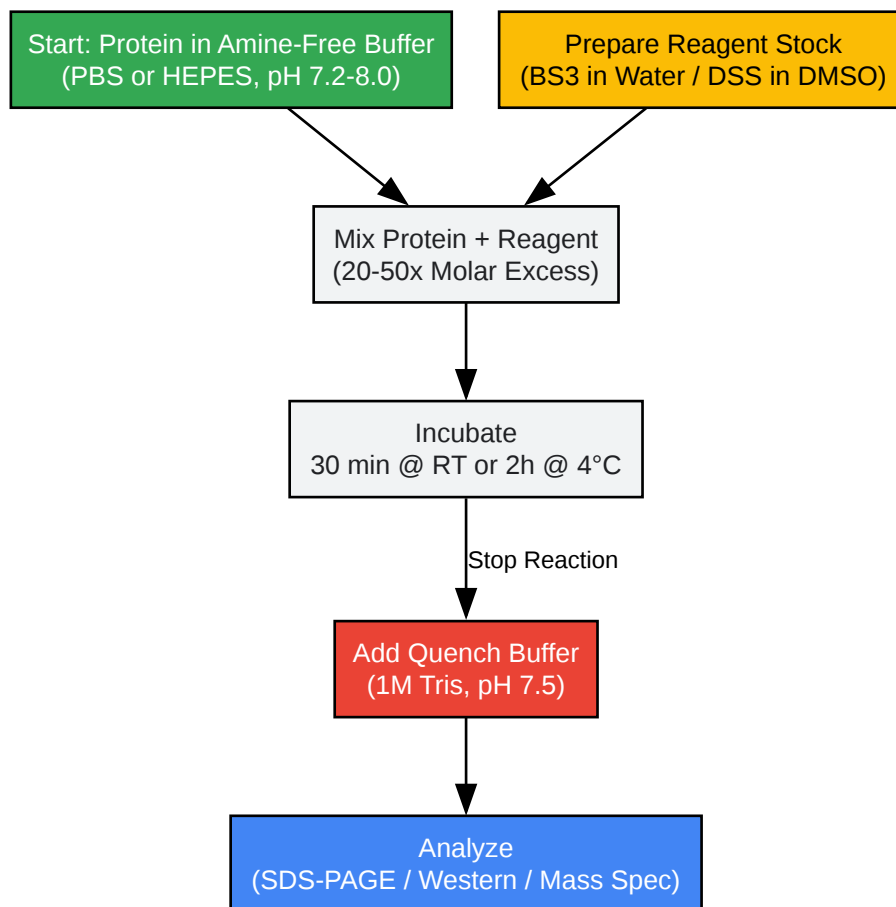 Start: Protein in Amine-Free Buffer
(PBS or HEPES, pH 7.2-8.0)
Prepare Reagent Stock
(BS3 in Water / DSS in DMSO)
Mix Protein + Reagent
(20-50x Molar Excess)
Incubate
30 min @ RT or 2h @ 4°C
Stop Reaction
Add Quench Buffer
(1M Tris, pH 7.5)
Analyze
(SDS-PAGE / Western / Mass Spec)